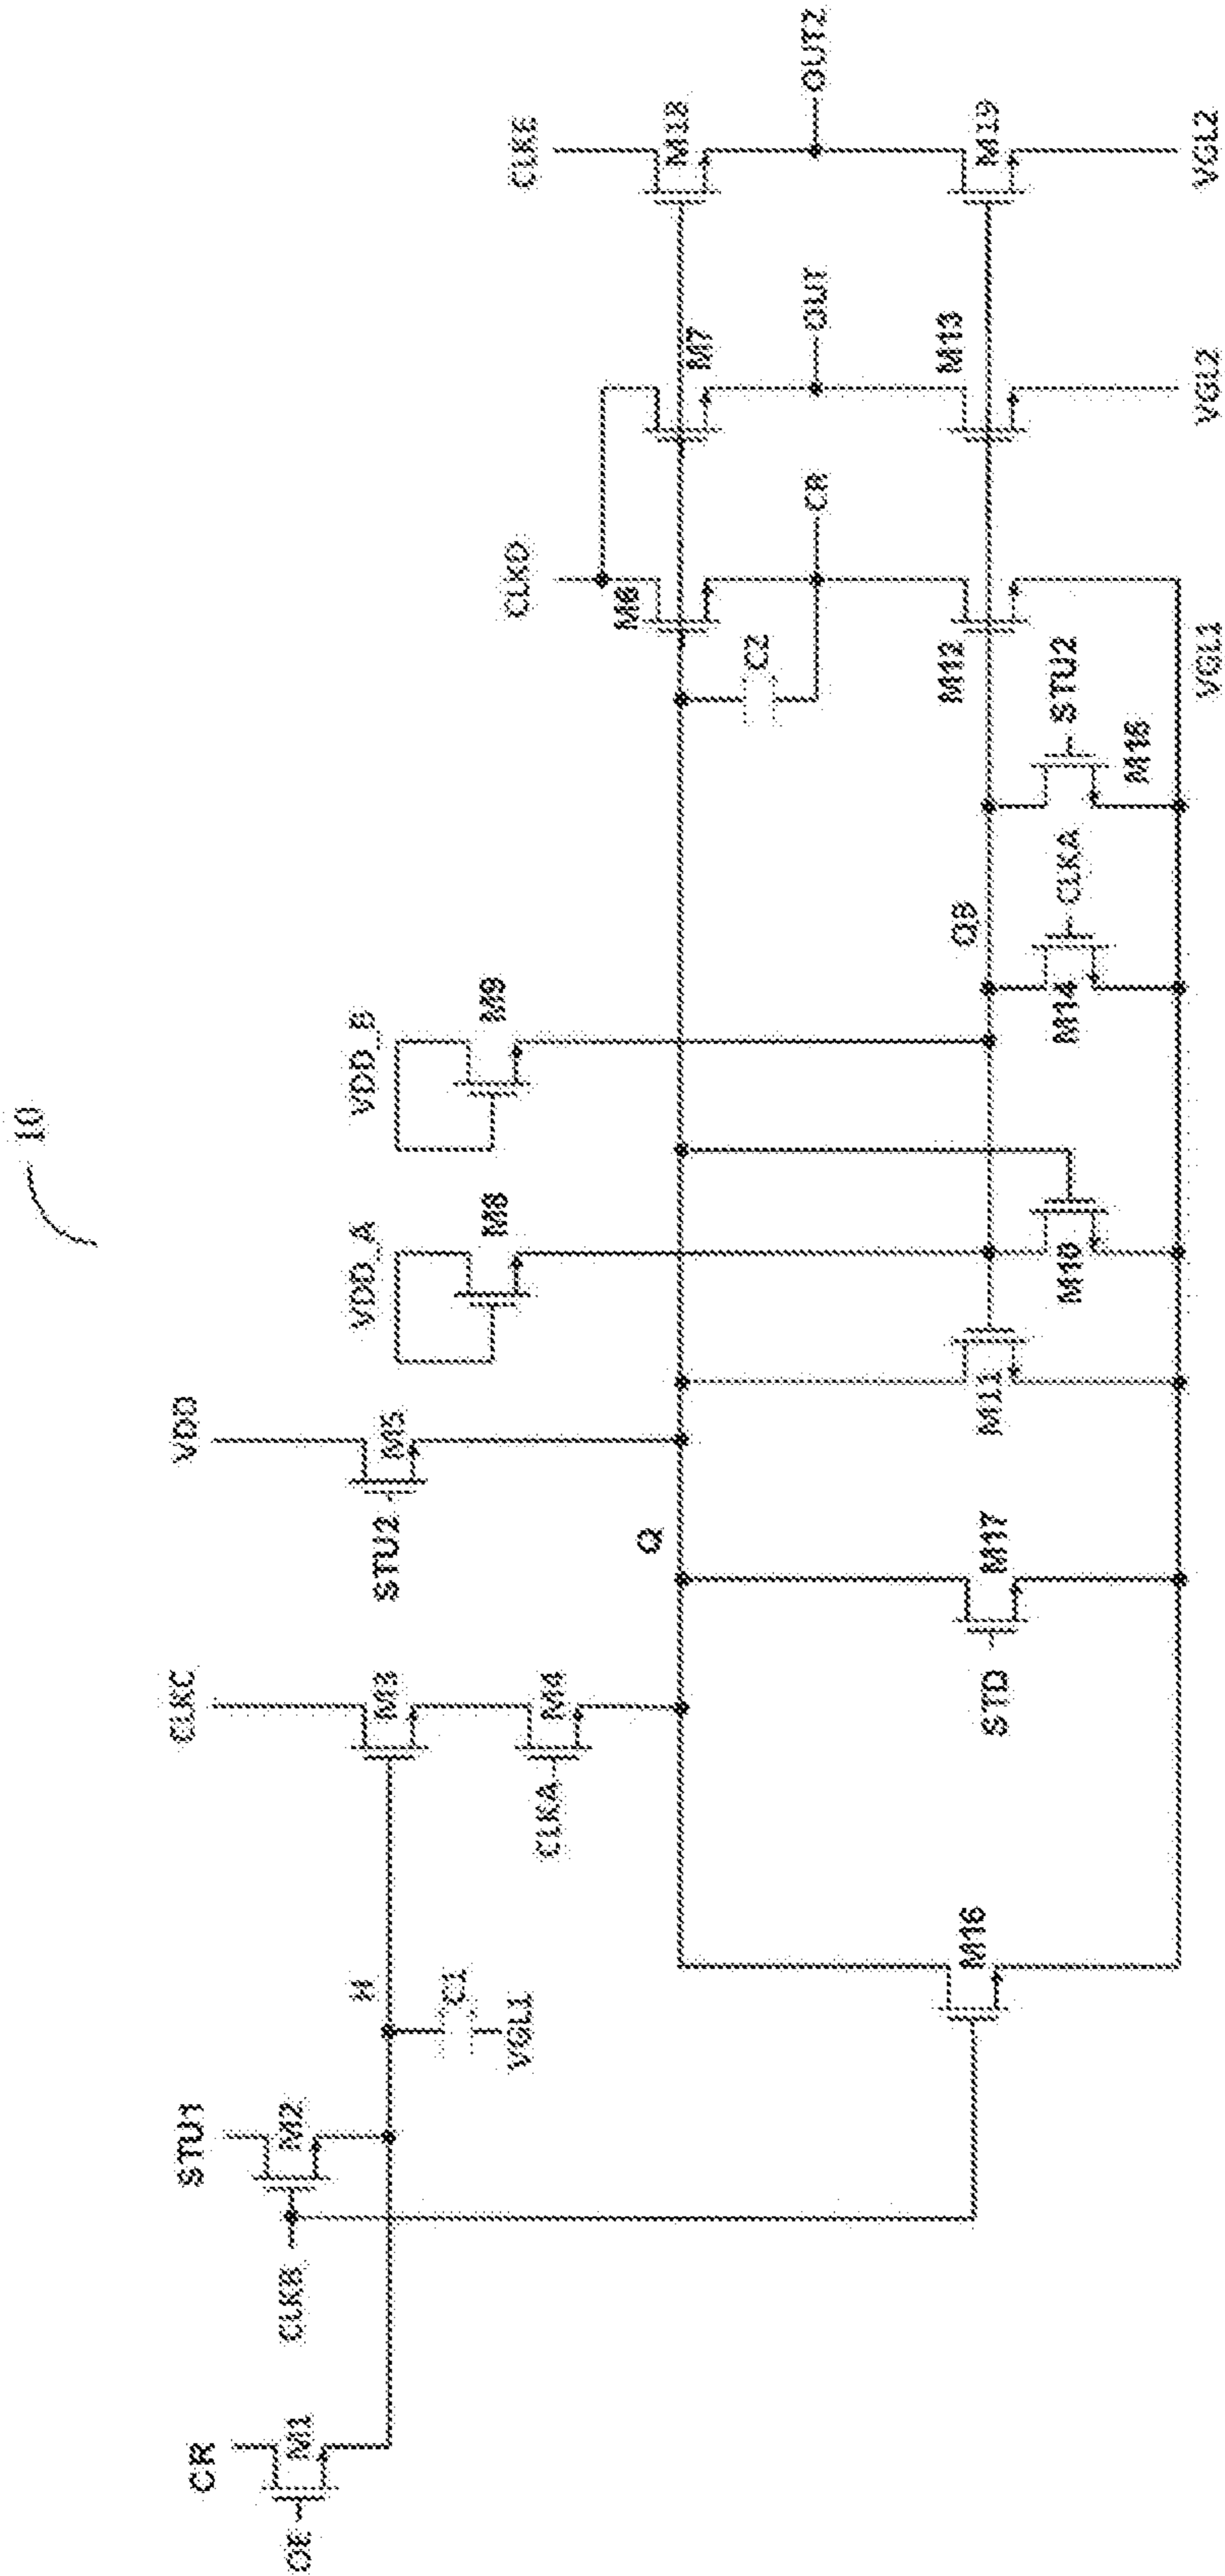 10
CR
OE
M1
STU1
CLKB
M2
H
C1
VGL1
CLKC
M3
CLKA
M4
VDD
STU2
M5
Q
VDD_A
M8
VDD_B
M9
CLKD
M6
M7
CLKE
M18
C2
CR
OUT
OUT2
M16
STD
M17
M11
M10
QB
M14
CLKA
STU2
M15
M12
M13
M19
VGL1
VGL2
VGL2